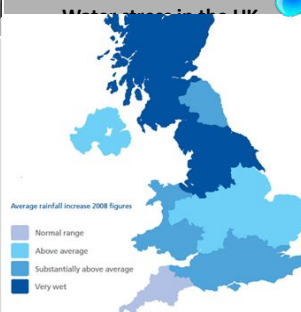 Water stress in the UK
Average rainfall increase 2008 figures
Normal range
Above average
Substantially above average
Very wet